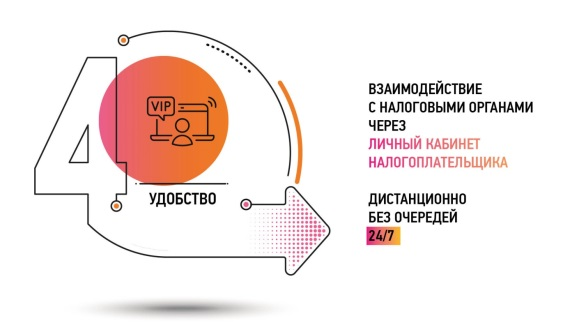 4
VIP
УДОБСТВО
ВЗАИМОДЕЙСТВИЕ
С НАЛОГОВЫМИ ОРГАНАМИ
ЧЕРЕЗ
ЛИЧНЫЙ КАБИНЕТ
НАЛОГОПЛАТЕЛЬЩИКА
ДИСТАНЦИОННО
БЕЗ ОЧЕРЕДЕЙ
24/7